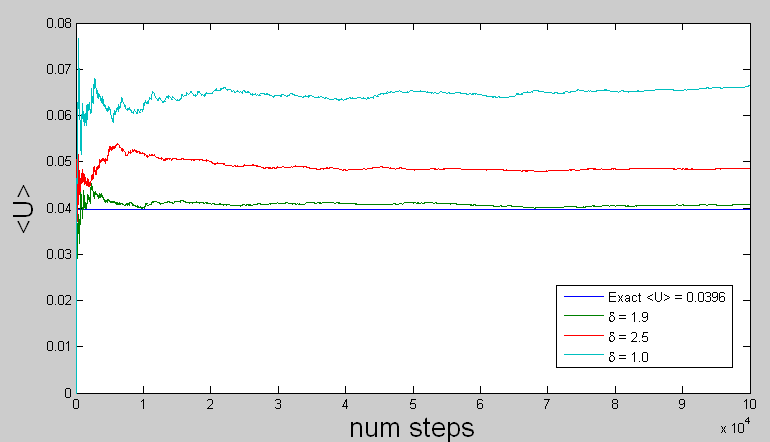 0.08
0.07
0.06
0.05
0.04
0.03
0.02
0.01
0
<U>
Exact <U> = 0.0396
δ = 1.9
δ = 2.5
δ = 1.0
0 1 2 3 4 5 6 7 8 9 10
x 10⁴
num steps